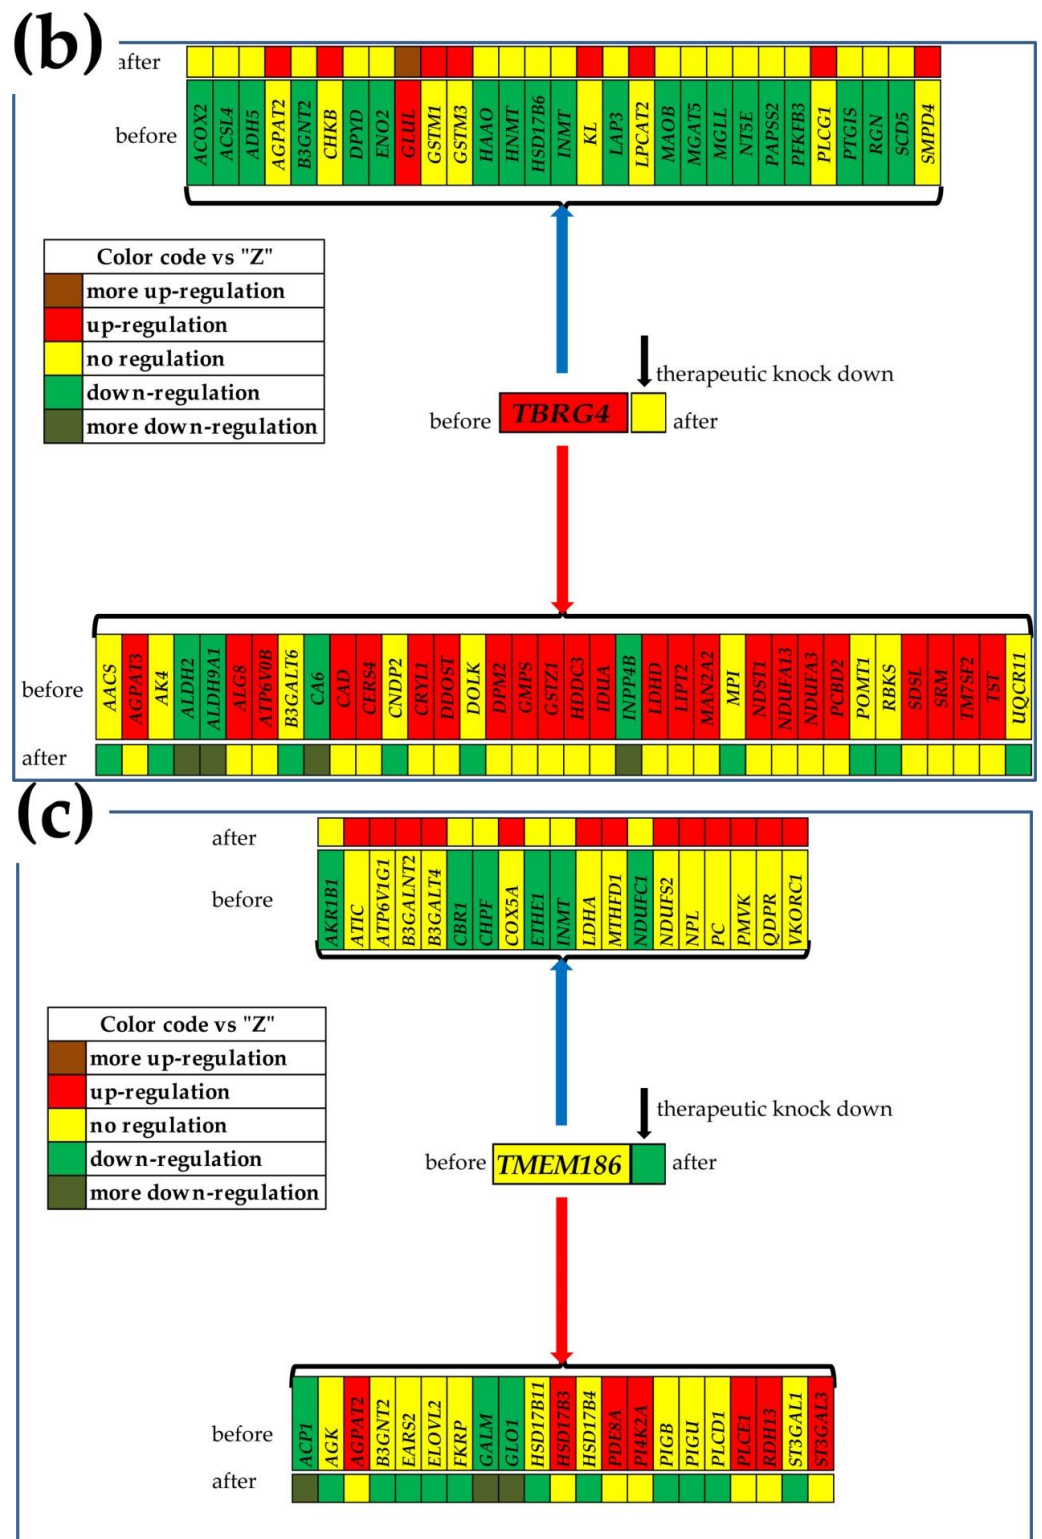 (b)
after
before
ACOX2 ACSL4 ADH5 AGPAT2 B3GNT2 CHKB DPYD ENO2 GLUL GSTM1 GSTM3 HAAO HNMT HSD17B6 INMT KL LAP3 LPCAT2 MAOB MGAT5 MGLL NT5E PAPSS2 PFKFB3 PLCG1 PTGIS RGN SCD5 SMPD4
Color code vs "Z"
more up-regulation
up-regulation
no regulation
down-regulation
more down-regulation
therapeutic knock down
before TBRG4 after
before
AACS AGPAT3 AK4 ALDH2 ALDH9A1 ALG8 ATP6V0B B3GALT6 CA6 CAD CERS4 CNDP2 CRYL1 DDOST DOLK DPM2 GMPS GSTZ1 HDDC3 IDUA INPP4B LDHD LIPT2 MAN2A2 MPI NDST1 NDUFA13 NDUFA3 PCBD2 POMT1 RBKS SDSL SRM TM7SF2 TST UQCR11
after
(c)
after
before
AKR1B1 ATIC ATP6V1G1 B3GALNT2 B3GALT4 CBR1 CHPF COX5A ETHE1 INMT LDHA MTHFD1 NDUFC1 NDUFS2 NPL PC PMVK QDPR VKORC1
Color code vs "Z"
more up-regulation
up-regulation
no regulation
down-regulation
more down-regulation
therapeutic knock down
before TMEM186 after
before
ACP1 AGK AGPAT2 B3GNT2 EARS2 ELOVL2 FKRP GALM GLO1 HSD17B11 HSD17B3 HSD17B4 PDE8A PI4K2A PIGB PIGU PLCD1 PLCE1 RDH13 ST3GAL1 ST3GAL3
after